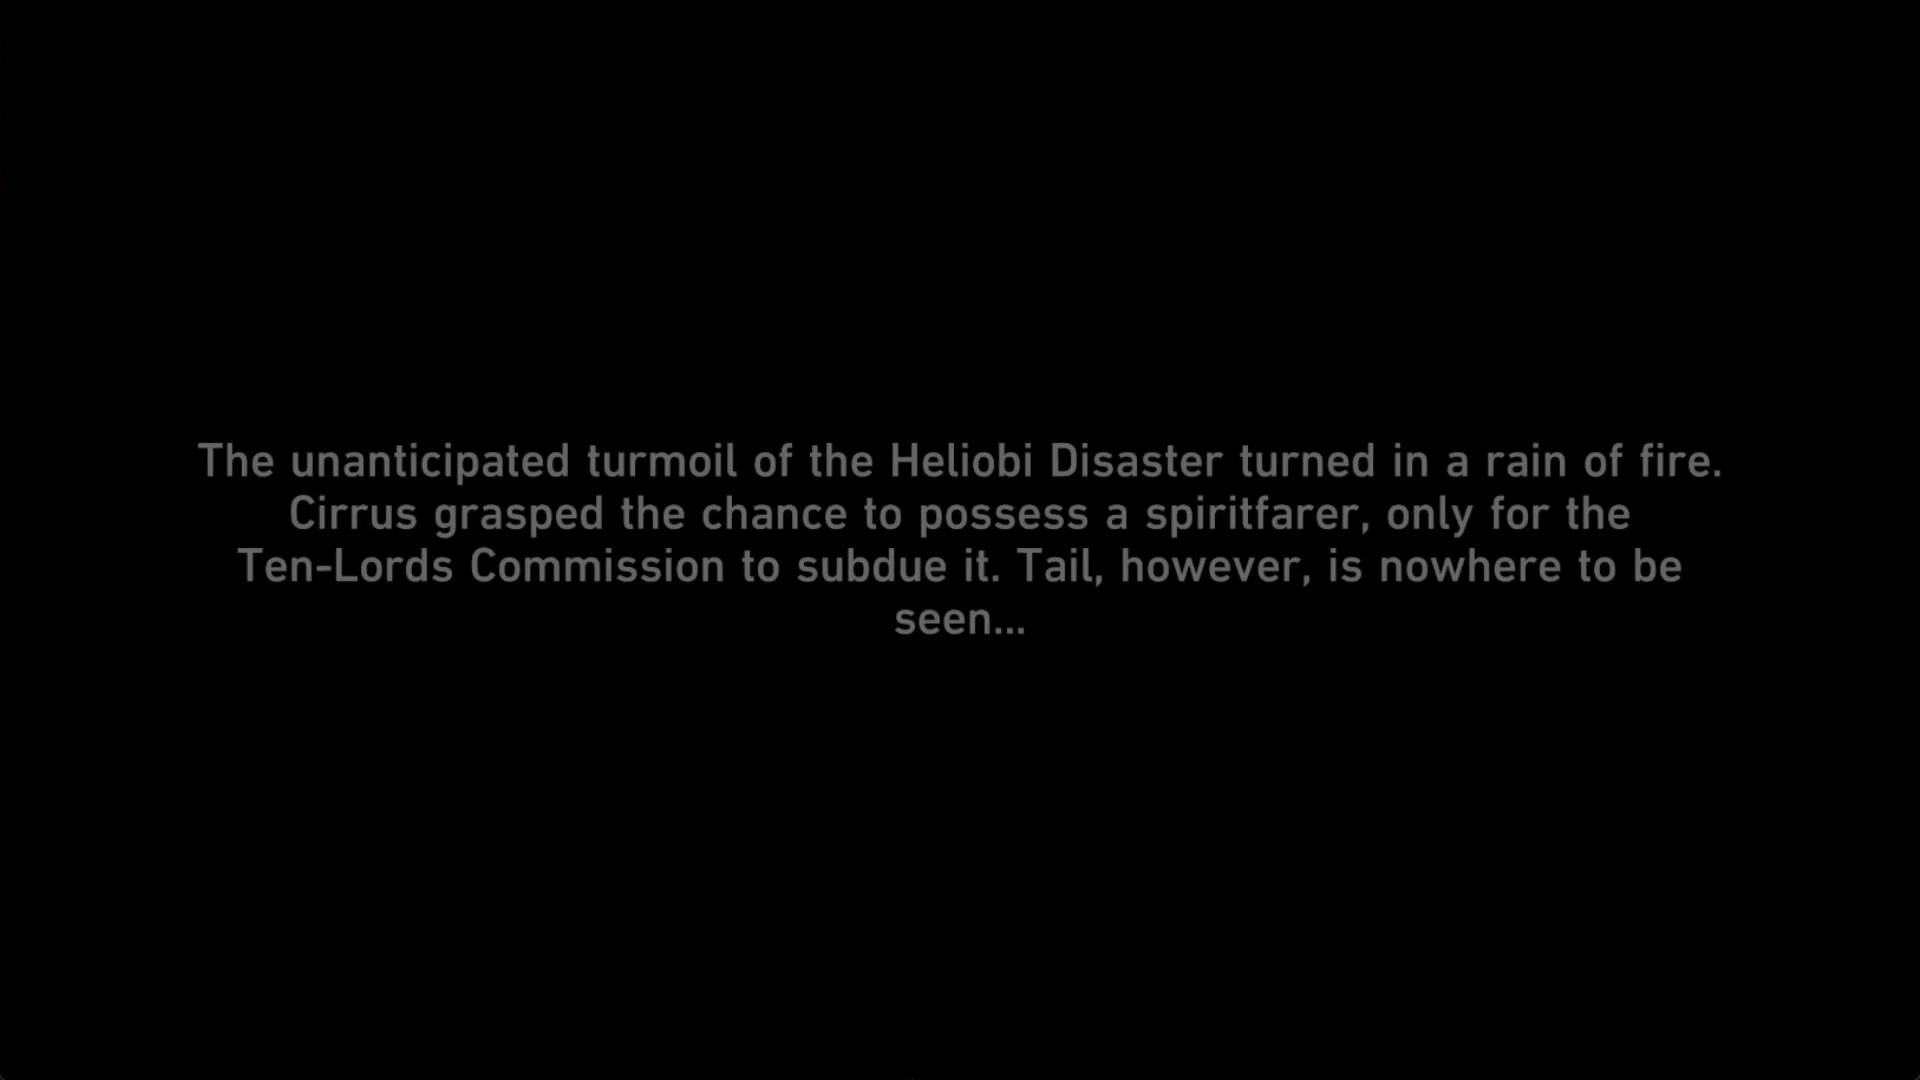 The unanticipated turmoil of the Heliobi Disaster turned in a rain of fire.
Cirrus grasped the chance to possess a spiritfarer, only for the
Ten-Lords Commission to subdue it. Tail, however, is nowhere to be
seen...